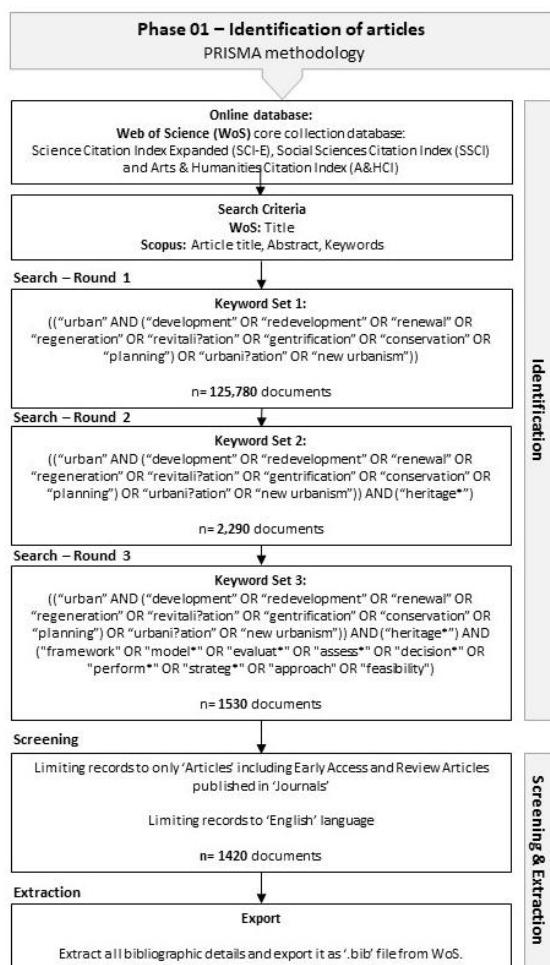 Phase 01 – Identification of articles
PRISMA methodology
Online database:
Web of Science (WoS) core collection database:
Science Citation Index Expanded (SCI-E), Social Sciences Citation Index (SSCI)
and Arts & Humanities Citation Index (A&HCI)
Search Criteria
WoS: Title
Scopus: Article title, Abstract, Keywords
Search – Round 1
Keyword Set 1:
((“urban” AND (“development” OR “redevelopment” OR “renewal” OR
“regeneration” OR “revitali?ation” OR “gentrification” OR “conservation” OR
“planning”) OR “urbani?ation” OR “new urbanism”))
n= 125,780 documents
Search – Round 2
Keyword Set 2:
((“urban” AND (“development” OR “redevelopment” OR “renewal” OR
“regeneration” OR “revitali?ation” OR “gentrification” OR “conservation” OR
“planning”) OR “urbani?ation” OR “new urbanism”)) AND (“heritage*”)
n= 2,290 documents
Search – Round 3
Keyword Set 3:
((“urban” AND (“development” OR “redevelopment” OR “renewal” OR
“regeneration” OR “revitali?ation” OR “gentrification” OR “conservation” OR
“planning”) OR “urbani?ation” OR “new urbanism”)) AND (“heritage*”) AND
("framework" OR "model*" OR "evaluat*" OR "assess*" OR "decision*" OR
"perform*" OR "strateg*" OR "approach" OR "feasibility")
n= 1530 documents
Identification
Screening
Limiting records to only ‘Articles’ including Early Access and Review Articles
published in ‘Journals’
Limiting records to ‘English’ language
n= 1420 documents
Extraction
Export
Extract all bibliographic details and export it as ‘.bib’ file from WoS.
Screening & Extraction